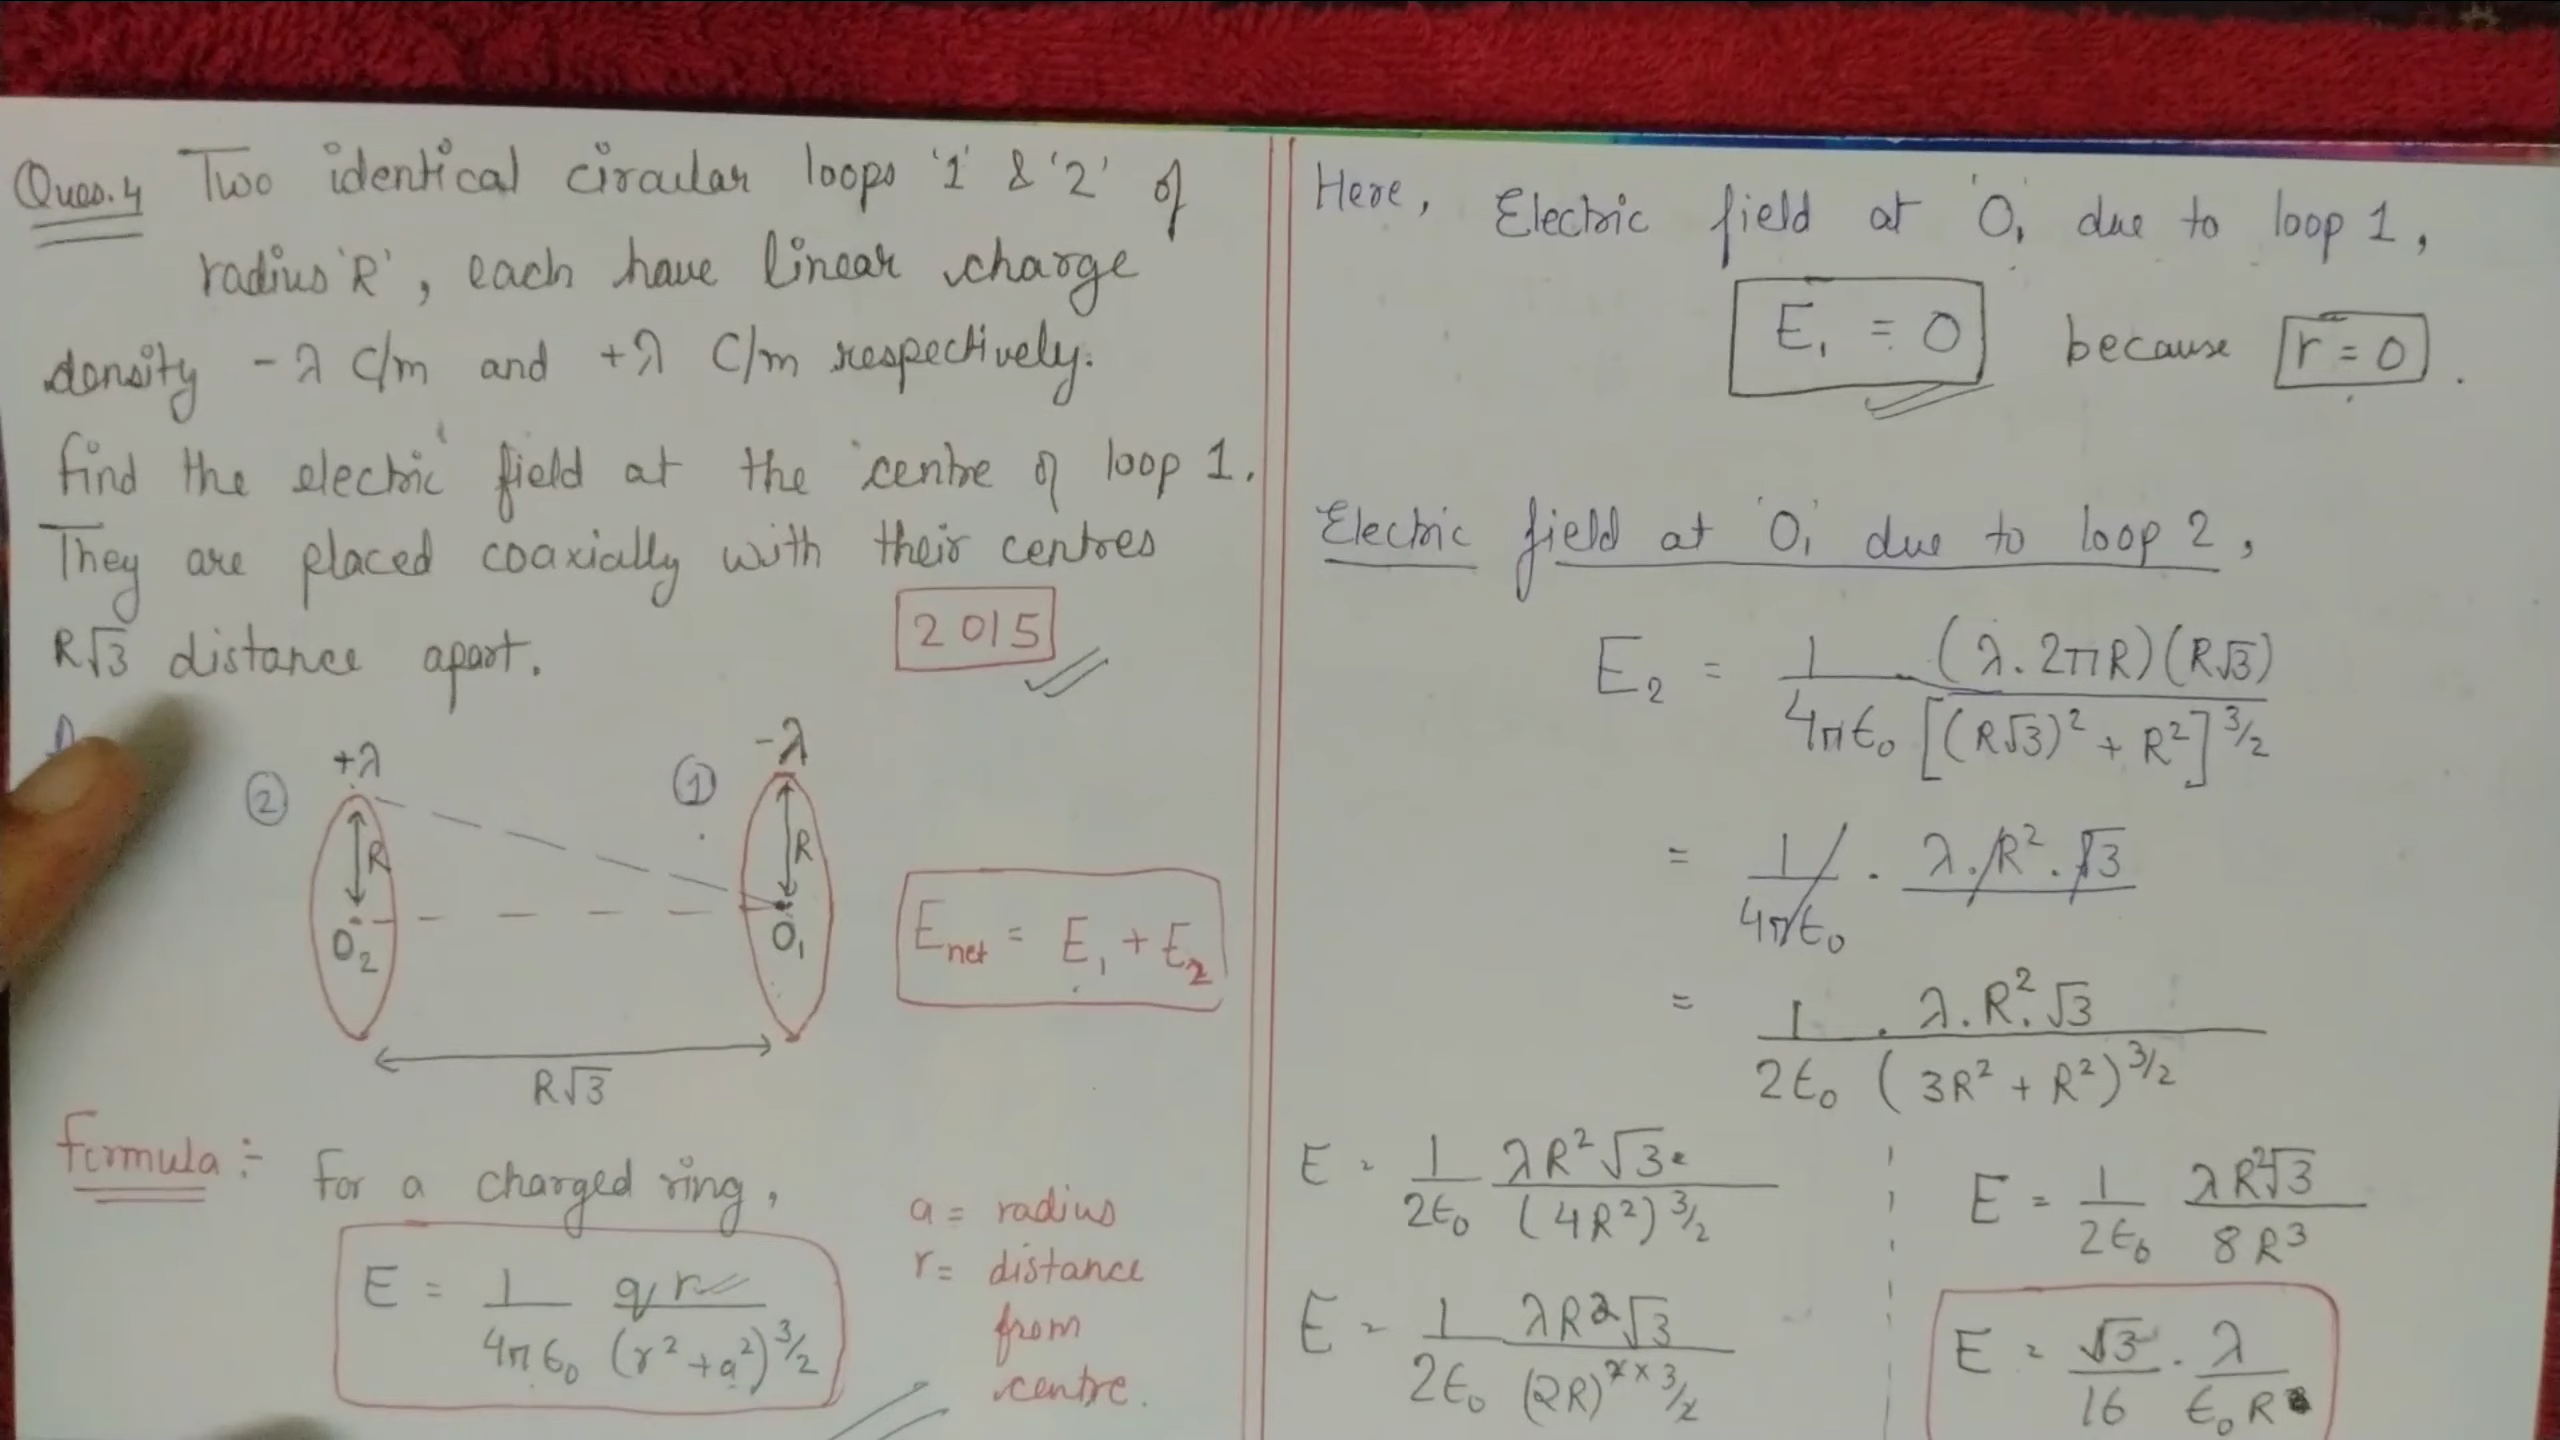 Ques.4 Two identical circular loops '1' & '2' of
radius 'R', each have linear charge
density -λ C/m and +λ C/m respectively.
find the electric field at the centre of loop 1.
They are placed coaxially with their centres
R√3 distance apart.
2015
+λ
-λ
②
①
R
R
O₂
O₁
R√3
E_net = E₁ + E₂
Formula :- For a charged ring,
E = 1/4πϵ₀ qr/(r²+a²)^3/2
a = radius
r = distance
from
centre.
Here, Electric field at 'O₁' due to loop 1,
E₁ = 0 because r = 0.
Electric field at 'O₁' due to loop 2,
E₂ = 1/4πϵ₀ (λ.2πR)(R√3)/[(R√3)²+R²]^3/2
= 1/4πϵ₀ . λ.R².√3
= 1/2ϵ₀ . λ.R².√3/(3R²+R²)^3/2
E = 1/2ϵ₀ λR²√3/(4R²)^3/2
E = 1/2ϵ₀ λR²√3/(2R)^2×3/2
E = 1/2ϵ₀ λR²√3/8R³
E = √3/16 . λ/ϵ₀R